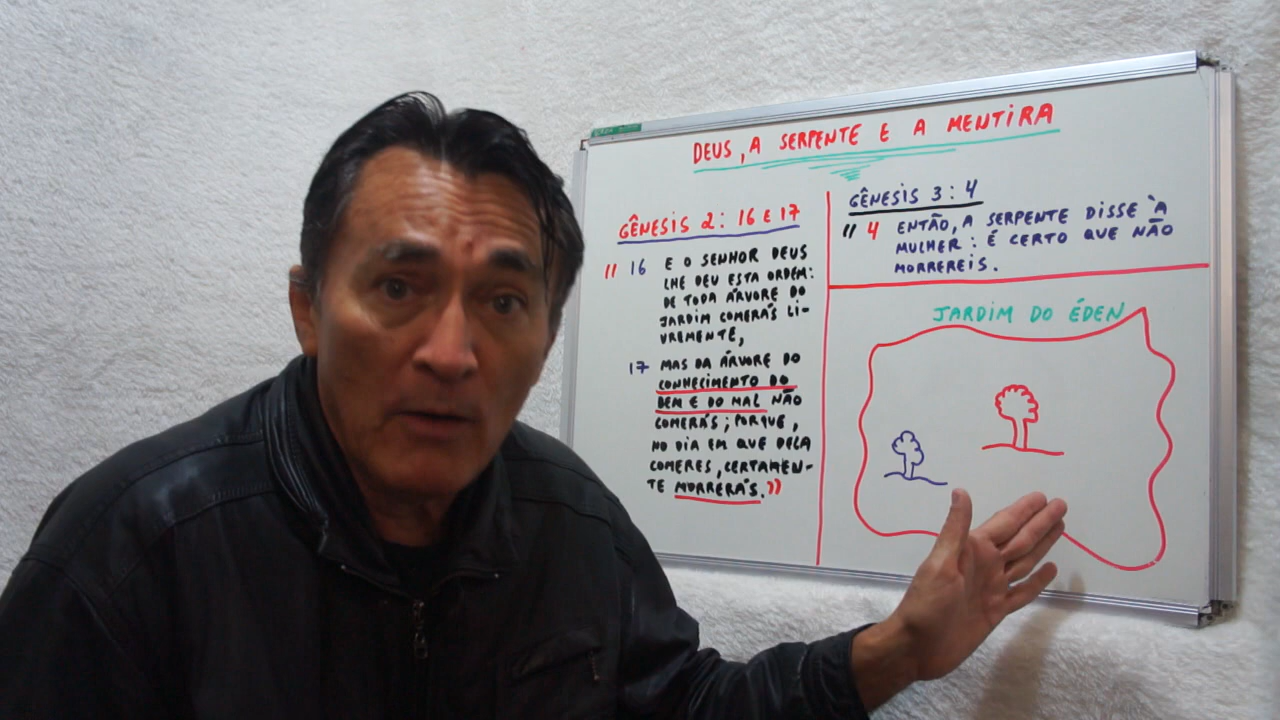 DEUS, A SERPENTE E A MENTIRA
GÊNESIS 2: 16 E 17
" 16 E O SENHOR DEUS
LHE DEU ESTA ORDEM:
DE TODA ÁRVORE DO
JARDIM COMERÁS LI-
VREMENTE,
17 MAS DA ÁRVORE DO
CONHECIMENTO DO
BEM E DO MAL NÃO
COMERÁS; PORQUE,
NO DIA EM QUE DELA
COMERES, CERTAMEN-
TE MORRERÁS."
GÊNESIS 3: 4
" 4 ENTÃO, A SERPENTE DISSE À
MULHER: É CERTO QUE NÃO
MORREREIS.
JARDIM DO ÉDEN